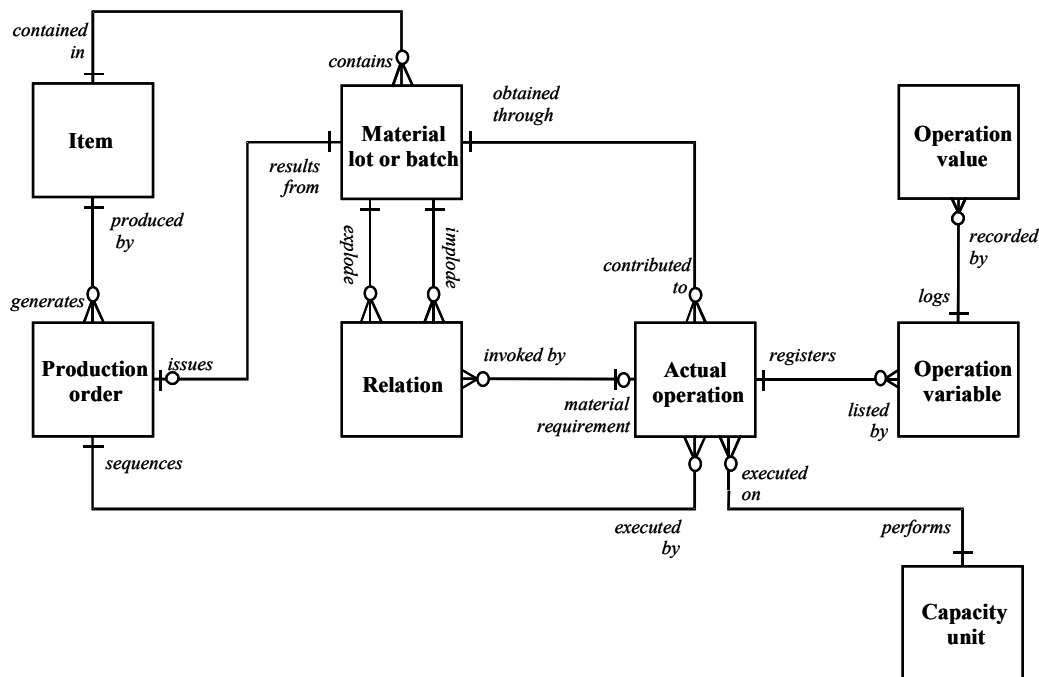 contained
in
contains
Item
Material
lot or batch
obtained
through
Operation
value
results
from
produced
by
explode
implode
recorded
by
contributed
to
generates
logs
Production
order
issues
Relation
invoked by
material
requirement
Actual
operation
registers
listed
by
Operation
variable
sequences
executed
by
executed
on
performs
Capacity
unit